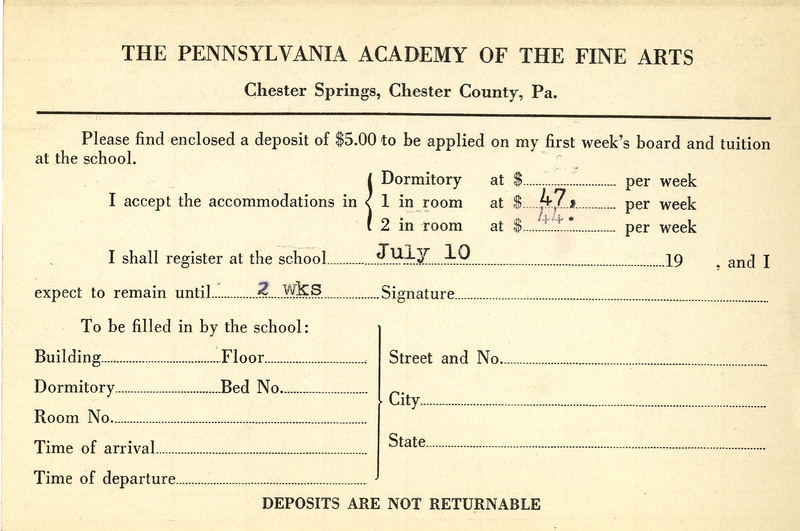 THE PENNSYLVANIA ACADEMY OF THE FINE ARTS
Chester Springs, Chester County, Pa.
Please find enclosed a deposit of $5.00 to be applied on my first week's board and tuition
at the school.
I accept the accommodations in
Dormitory at $ per week
1 in room at $ 47, per week
2 in room at $ 44. per week
I shall register at the school July 10 19 , and I
expect to remain until 2 wks Signature
To be filled in by the school:
Building Floor
Dormitory Bed No.
Room No.
Time of arrival
Time of departure
Street and No.
City
State
DEPOSITS ARE NOT RETURNABLE